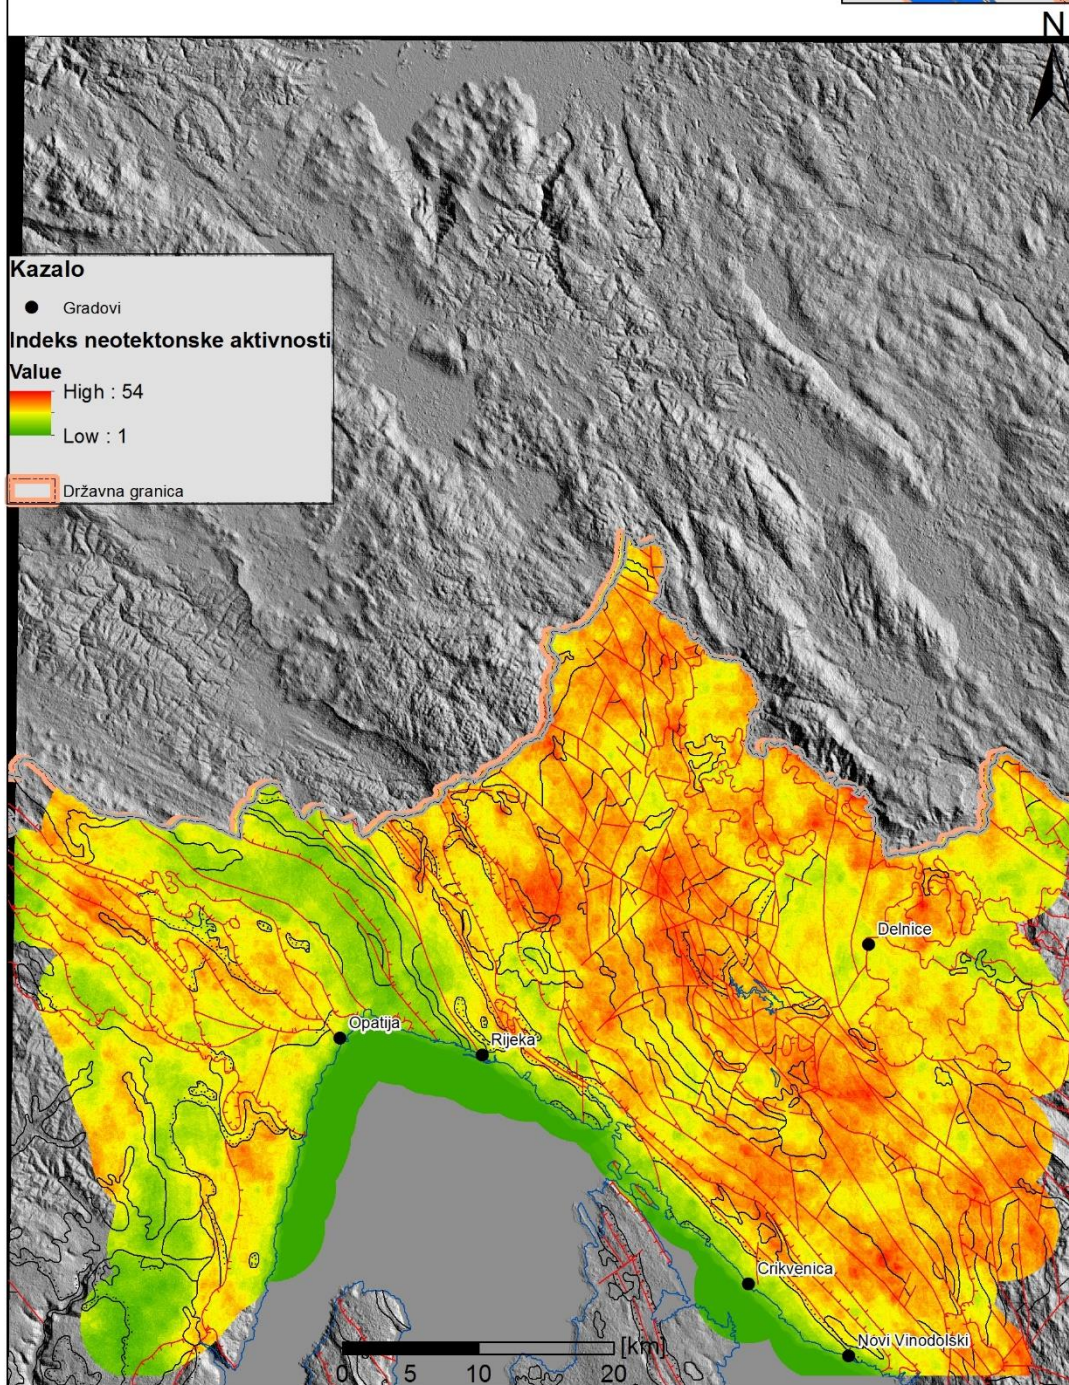 N
Kazalo
Gradovi
Indeks neotektonske aktivnosti
Value
High : 54
Low : 1
Državna granica
Delnice
Opatija
Rijeka
Crikvenica
Novi Vinodolski
[km]
0 5 10 20